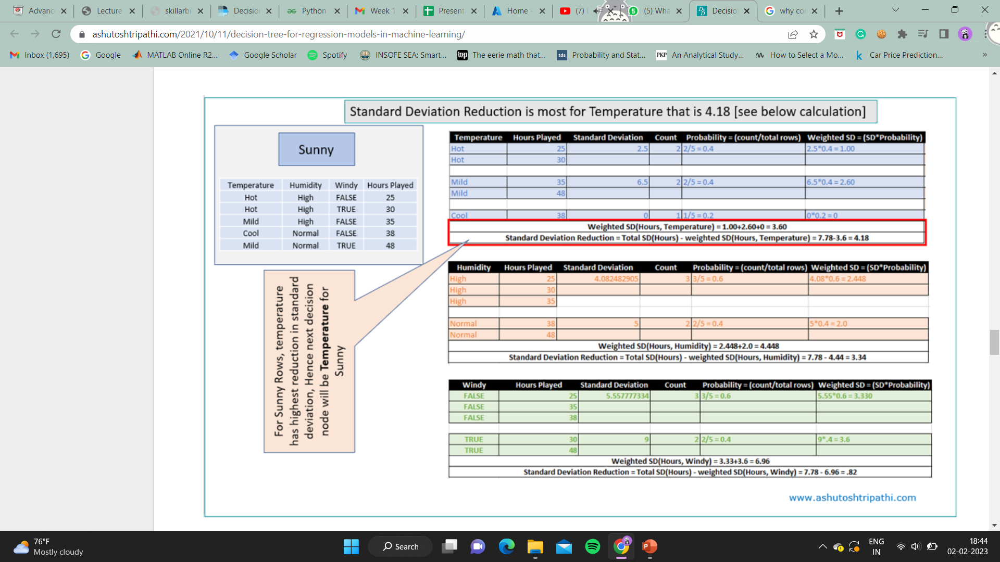 Advanc
Lecture
skillarbi
Decision
Python
Week 1
Present
Home -
(7)
5
(5) Wha
Decisio
why co
ashutoshtripathi.com/2021/10/11/decision-tree-for-regression-models-in-machine-learning/
Inbox (1,695)
Google
MATLAB Online R2...
Google Scholar
Spotify
INSOFE SEA: Smart...
The eerie math that...
tds
Probability and Stat...
PKP
An Analytical Study...
How to Select a Mo...
Car Price Prediction...
»
Standard Deviation Reduction is most for Temperature that is 4.18 [see below calculation]
Sunny
Temperature Humidity Windy Hours Played
Hot High FALSE 25
Hot High TRUE 30
Mild High FALSE 35
Cool Normal FALSE 38
Mild Normal TRUE 48
For Sunny Rows, temperature
has highest reduction in standard
deviation, Hence next decision
node will be Temperature for
Sunny
Temperature Hours Played Standard Deviation Count Probability = (count/total rows) Weighted SD = (SD*Probability)
Hot 25 2.5 2 2/5 = 0.4 2.5*0.4 = 1.00
Hot 30
Mild 35 6.5 2 2/5 = 0.4 6.5*0.4 = 2.60
Mild 48
Cool 38 0 1 1/5 = 0.2 0*0.2 = 0
Weighted SD(Hours, Temperature) = 1.00+2.60+0 = 3.60
Standard Deviation Reduction = Total SD(Hours) - weighted SD(Hours, Temperature) = 7.78-3.6 = 4.18
Humidity Hours Played Standard Deviation Count Probability = (count/total rows) Weighted SD = (SD*Probability)
High 25 4.082482905 3 3/5 = 0.6 4.08*0.6 = 2.448
High 30
High 35
Normal 38 5 2 2/5 = 0.4 5*0.4 = 2.0
Normal 48
Weighted SD(Hours, Humidity) = 2.448+2.0 = 4.448
Standard Deviation Reduction = Total SD(Hours) - weighted SD(Hours, Humidity) = 7.78 - 4.44 = 3.34
Windy Hours Played Standard Deviation Count Probability = (count/total rows) Weighted SD = (SD*Probability)
FALSE 25 5.557777334 3 3/5 = 0.6 5.55*0.6 = 3.330
FALSE 35
FALSE 38
TRUE 30 9 2 2/5 = 0.4 9*.4 = 3.6
TRUE 48
Weighted SD(Hours, Windy) = 3.33+3.6 = 6.96
Standard Deviation Reduction = Total SD(Hours) - weighted SD(Hours, Windy) = 7.78 - 6.96 = .82
www.ashutoshtripathi.com
76°F
Mostly cloudy
Search
ENG
IN
18:44
02-02-2023